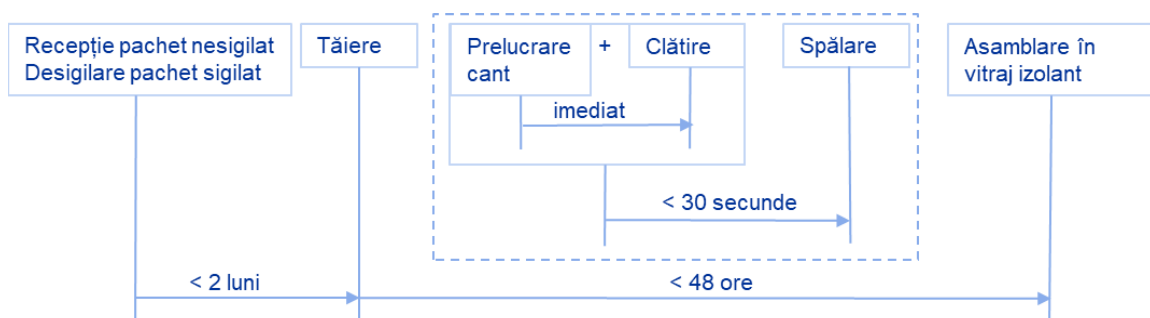 Recepție pachet nesigilat
Desigilare pachet sigilat
Tăiere
Prelucrare
cant
+
Clătire
Spălare
Asamblare în
vitraj izolant
imediat
< 30 secunde
< 2 luni
< 48 ore